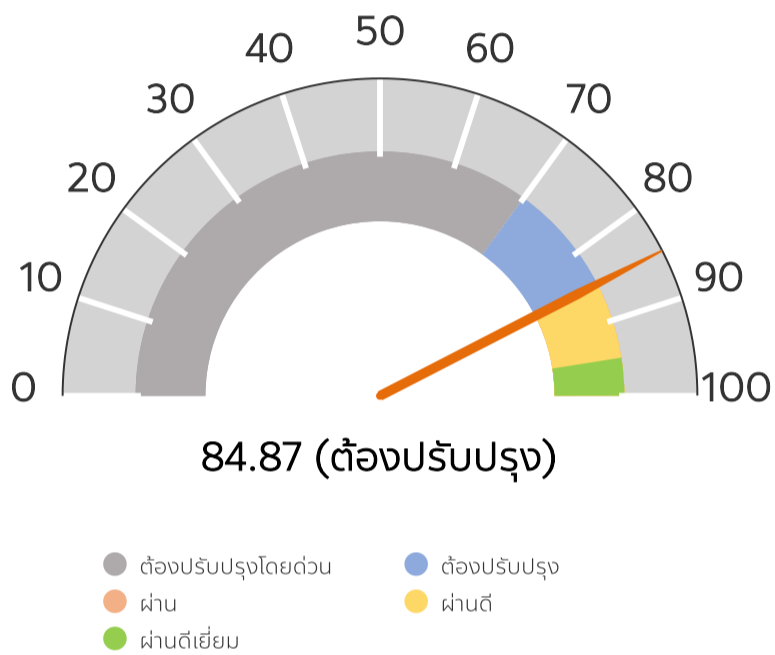 50
40
60
30
70
20
80
10
90
0
100
84.87 (ต้องปรับปรุง)
ต้องปรับปรุงโดยด่วน
ต้องปรับปรุง
ผ่าน
ผ่านดี
ผ่านดีเยี่ยม